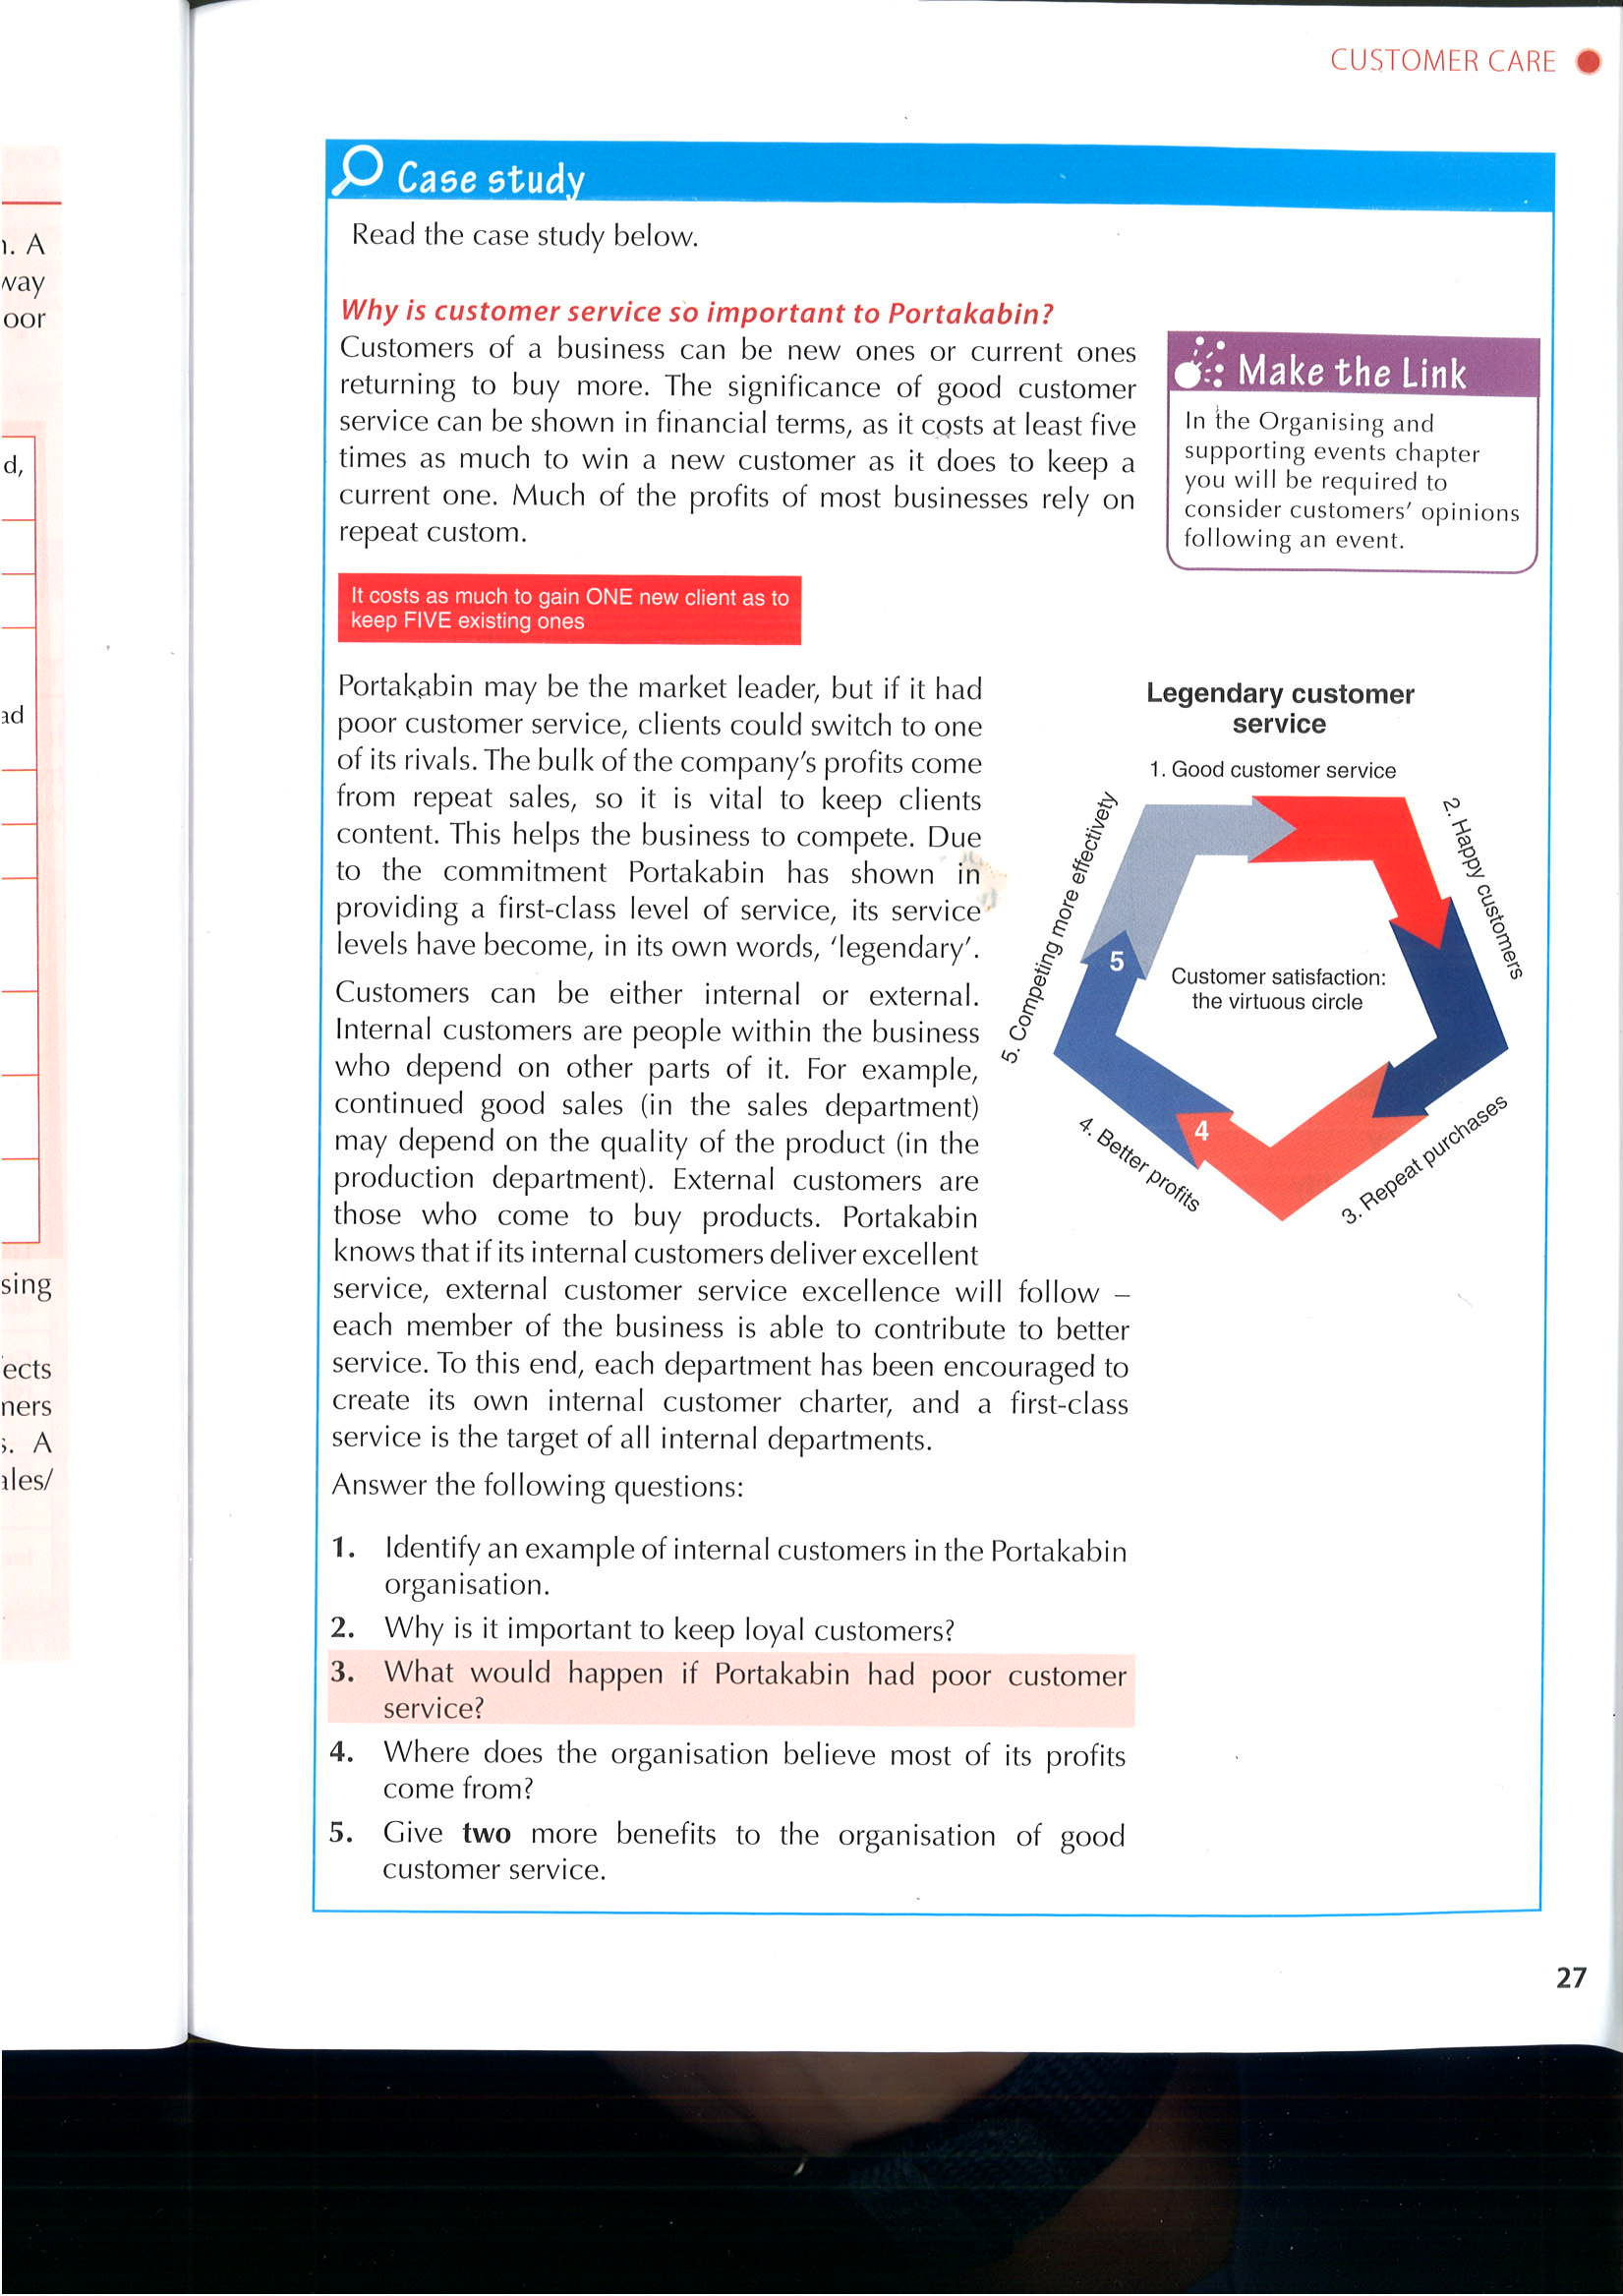 CUSTOMER CARE
n. A
way
oor
d,
ad
sing
ects
ners
s. A
ales/
Case study
Read the case study below.
Why is customer service so important to Portakabin?
Customers of a business can be new ones or current ones
returning to buy more. The significance of good customer
service can be shown in financial terms, as it costs at least five
times as much to win a new customer as it does to keep a
current one. Much of the profits of most businesses rely on
repeat custom.
Make the Link
In the Organising and
supporting events chapter
you will be required to
consider customers' opinions
following an event.
It costs as much to gain ONE new client as to
keep FIVE existing ones
Portakabin may be the market leader, but if it had
poor customer service, clients could switch to one
of its rivals. The bulk of the company's profits come
from repeat sales, so it is vital to keep clients
content. This helps the business to compete. Due
to the commitment Portakabin has shown in
providing a first-class level of service, its service
levels have become, in its own words, 'legendary'.
Customers can be either internal or external.
Internal customers are people within the business
who depend on other parts of it. For example,
continued good sales (in the sales department)
may depend on the quality of the product (in the
production department). External customers are
those who come to buy products. Portakabin
knows that if its internal customers deliver excellent
service, external customer service excellence will follow –
each member of the business is able to contribute to better
service. To this end, each department has been encouraged to
create its own internal customer charter, and a first-class
service is the target of all internal departments.
Legendary customer
service
1. Good customer service
2. Happy customers
3. Repeat purchases
4. Better profits
5. Competing more effectivety
5
4
Customer satisfaction:
the virtuous circle
Answer the following questions:
1. Identify an example of internal customers in the Portakabin
organisation.
2. Why is it important to keep loyal customers?
3. What would happen if Portakabin had poor customer
service?
4. Where does the organisation believe most of its profits
come from?
5. Give two more benefits to the organisation of good
customer service.
27